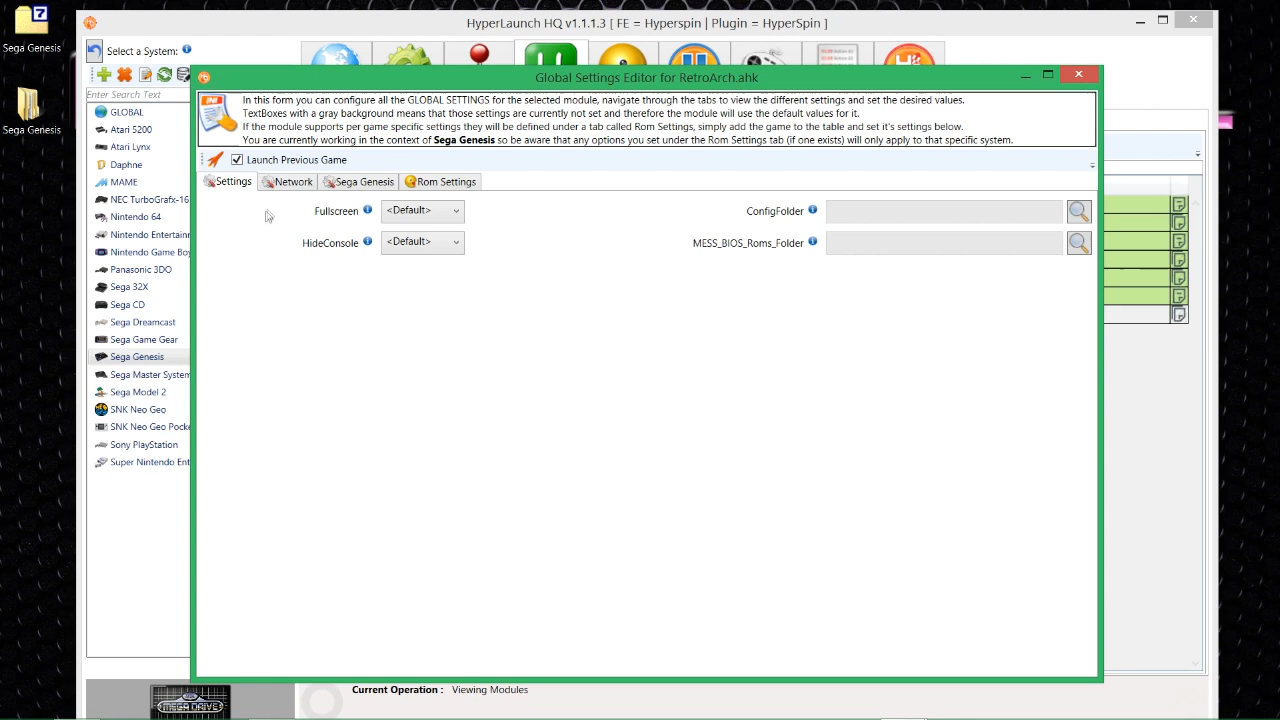 7
Sega Genesis
Sega Genesis
HyperLaunch HQ v1.1.1.3 [ FE = Hyperspin | Plugin = HyperSpin ]
Select a System:
Enter Search Text
GLOBAL
Atari 5200
Atari Lynx
Daphne
MAME
NEC TurboGrafx-16
Nintendo 64
Nintendo Entertain
Nintendo Game Boy
Panasonic 3DO
Sega 32X
Sega CD
Sega Dreamcast
Sega Game Gear
Sega Genesis
Sega Master System
Sega Model 2
SNK Neo Geo
SNK Neo Geo Pocke
Sony PlayStation
Super Nintendo Ent
Global Settings Editor for RetroArch.ahk
In this form you can configure all the GLOBAL SETTINGS for the selected module, navigate through the tabs to view the different settings and set the desired values.
TextBoxes with a gray background means that those settings are currently not set and therefore the module will use the default values for it.
If the module supports per game specific settings they will be defined under a tab called Rom Settings, simply add the game to the table and set it's settings below.
You are currently working in the context of Sega Genesis so be aware that any options you set under the Rom Settings tab (if one exists) will only apply to that specific system.
Launch Previous Game
Settings Network Sega Genesis Rom Settings
Fullscreen <Default> ConfigFolder
HideConsole <Default> MESS_BIOS_Roms_Folder
MEGA DRIVE
Current Operation : Viewing Modules